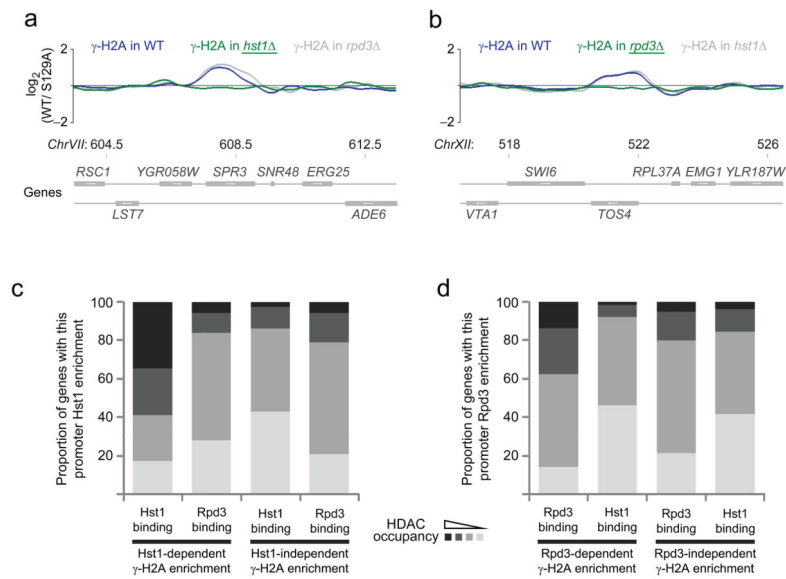 a
γ-H2A in WT γ-H2A in hst1Δ γ-H2A in rpd3Δ
log2
(WT/ S129A)
2
−2
ChrVII: 604.5 608.5 612.5
RSC1 YGR058W SPR3 SNR48 ERG25
Genes
LST7 ADE6
b
γ-H2A in WT γ-H2A in rpd3Δ γ-H2A in hst1Δ
2
−2
ChrXII: 518 522 526
SWI6 RPL37A EMG1 YLR187W
VTA1 TOS4
c
Proportion of genes with this
promoter Hst1 enrichment
100
80
60
40
20
Hst1 Rpd3 Hst1 Rpd3
binding binding binding binding
Hst1-dependent Hst1-independent
γ-H2A enrichment γ-H2A enrichment
HDAC
occupancy
d
Proportion of genes with this
promoter Rpd3 enrichment
100
80
60
40
20
Rpd3 Hst1 Rpd3 Hst1
binding binding binding binding
Rpd3-dependent Rpd3-independent
γ-H2A enrichment γ-H2A enrichment